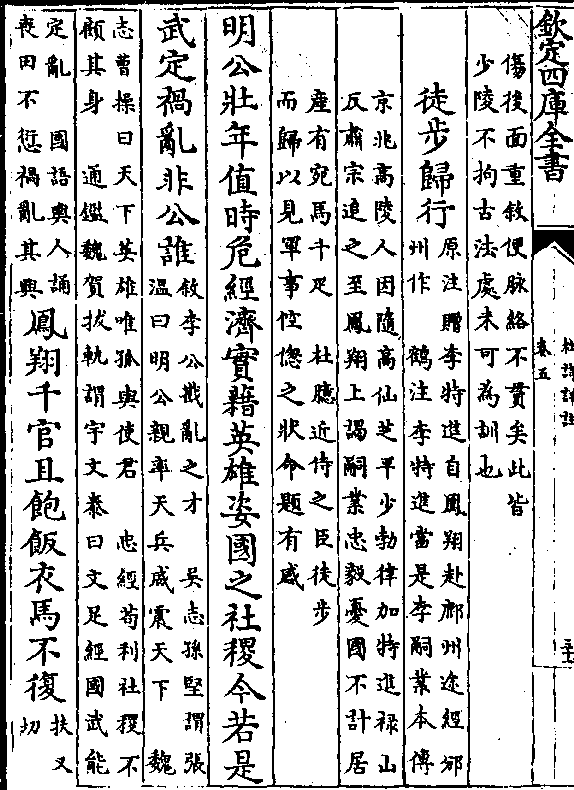 欽定四庫全書
杜詩詳註
卷五
傷後面重敘便脉絡不貫矣此皆
少陵不拘古法處未可為訓也
徒步歸行
原注贈李特進自鳳翔赴鄜州途經邠
州作　鶴注李特進當是李嗣業本傳
京兆高陵人因隨高仙芝平少勃律加特進禄山
反肅宗追之至鳳翔上謁嗣業忠毅憂國不計居
產有宛馬千疋　杜臆近侍之臣徒步
而歸以見軍事倥偬之狀命題有感
明公壯年值時危經濟實藉英雄姿國之社稷今若是
武定禍亂非公誰
敘李公戡亂之才　吳志孫堅謂張
溫曰明公親率天兵威震天下　魏
志曹操曰天下英雄唯孤與使君　忠經苟利社稷不
顧其身　通鑑魏賀拔軌謂宇文泰曰文足經國武能
定亂　國語輿人誦
喪田不懲禍亂其興
鳳翔千官且飽飯衣馬不復
扶又
切